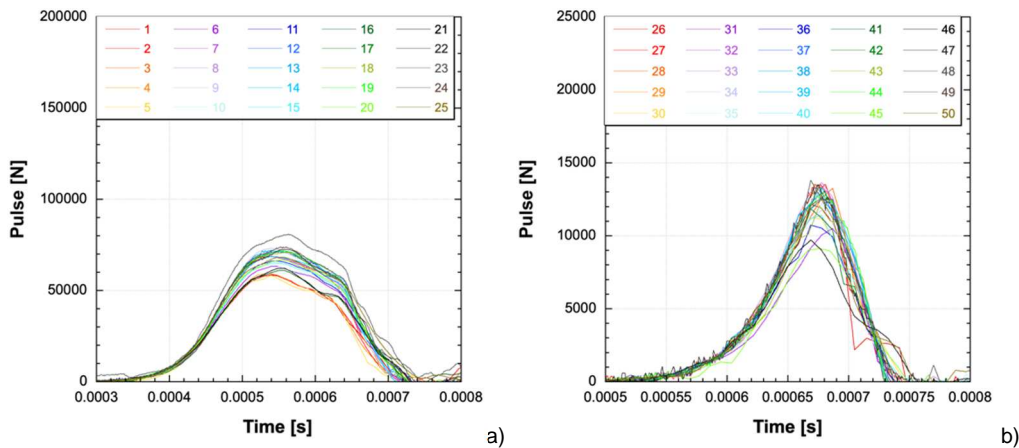 200000
150000
100000
50000
0
Pulse [N]
1 6 11 16 21
2 7 12 17 22
3 8 13 18 23
4 9 14 19 24
5 10 15 20 25
0.0003 0.0004 0.0005 0.0006 0.0007 0.0008
Time [s]
a)
25000
20000
15000
10000
5000
0
Pulse [N]
26 31 36 41 46
27 32 37 42 47
28 33 38 43 48
29 34 39 44 49
30 35 40 45 50
0.0005 0.00055 0.0006 0.00065 0.0007 0.00075 0.0008
Time [s]
b)